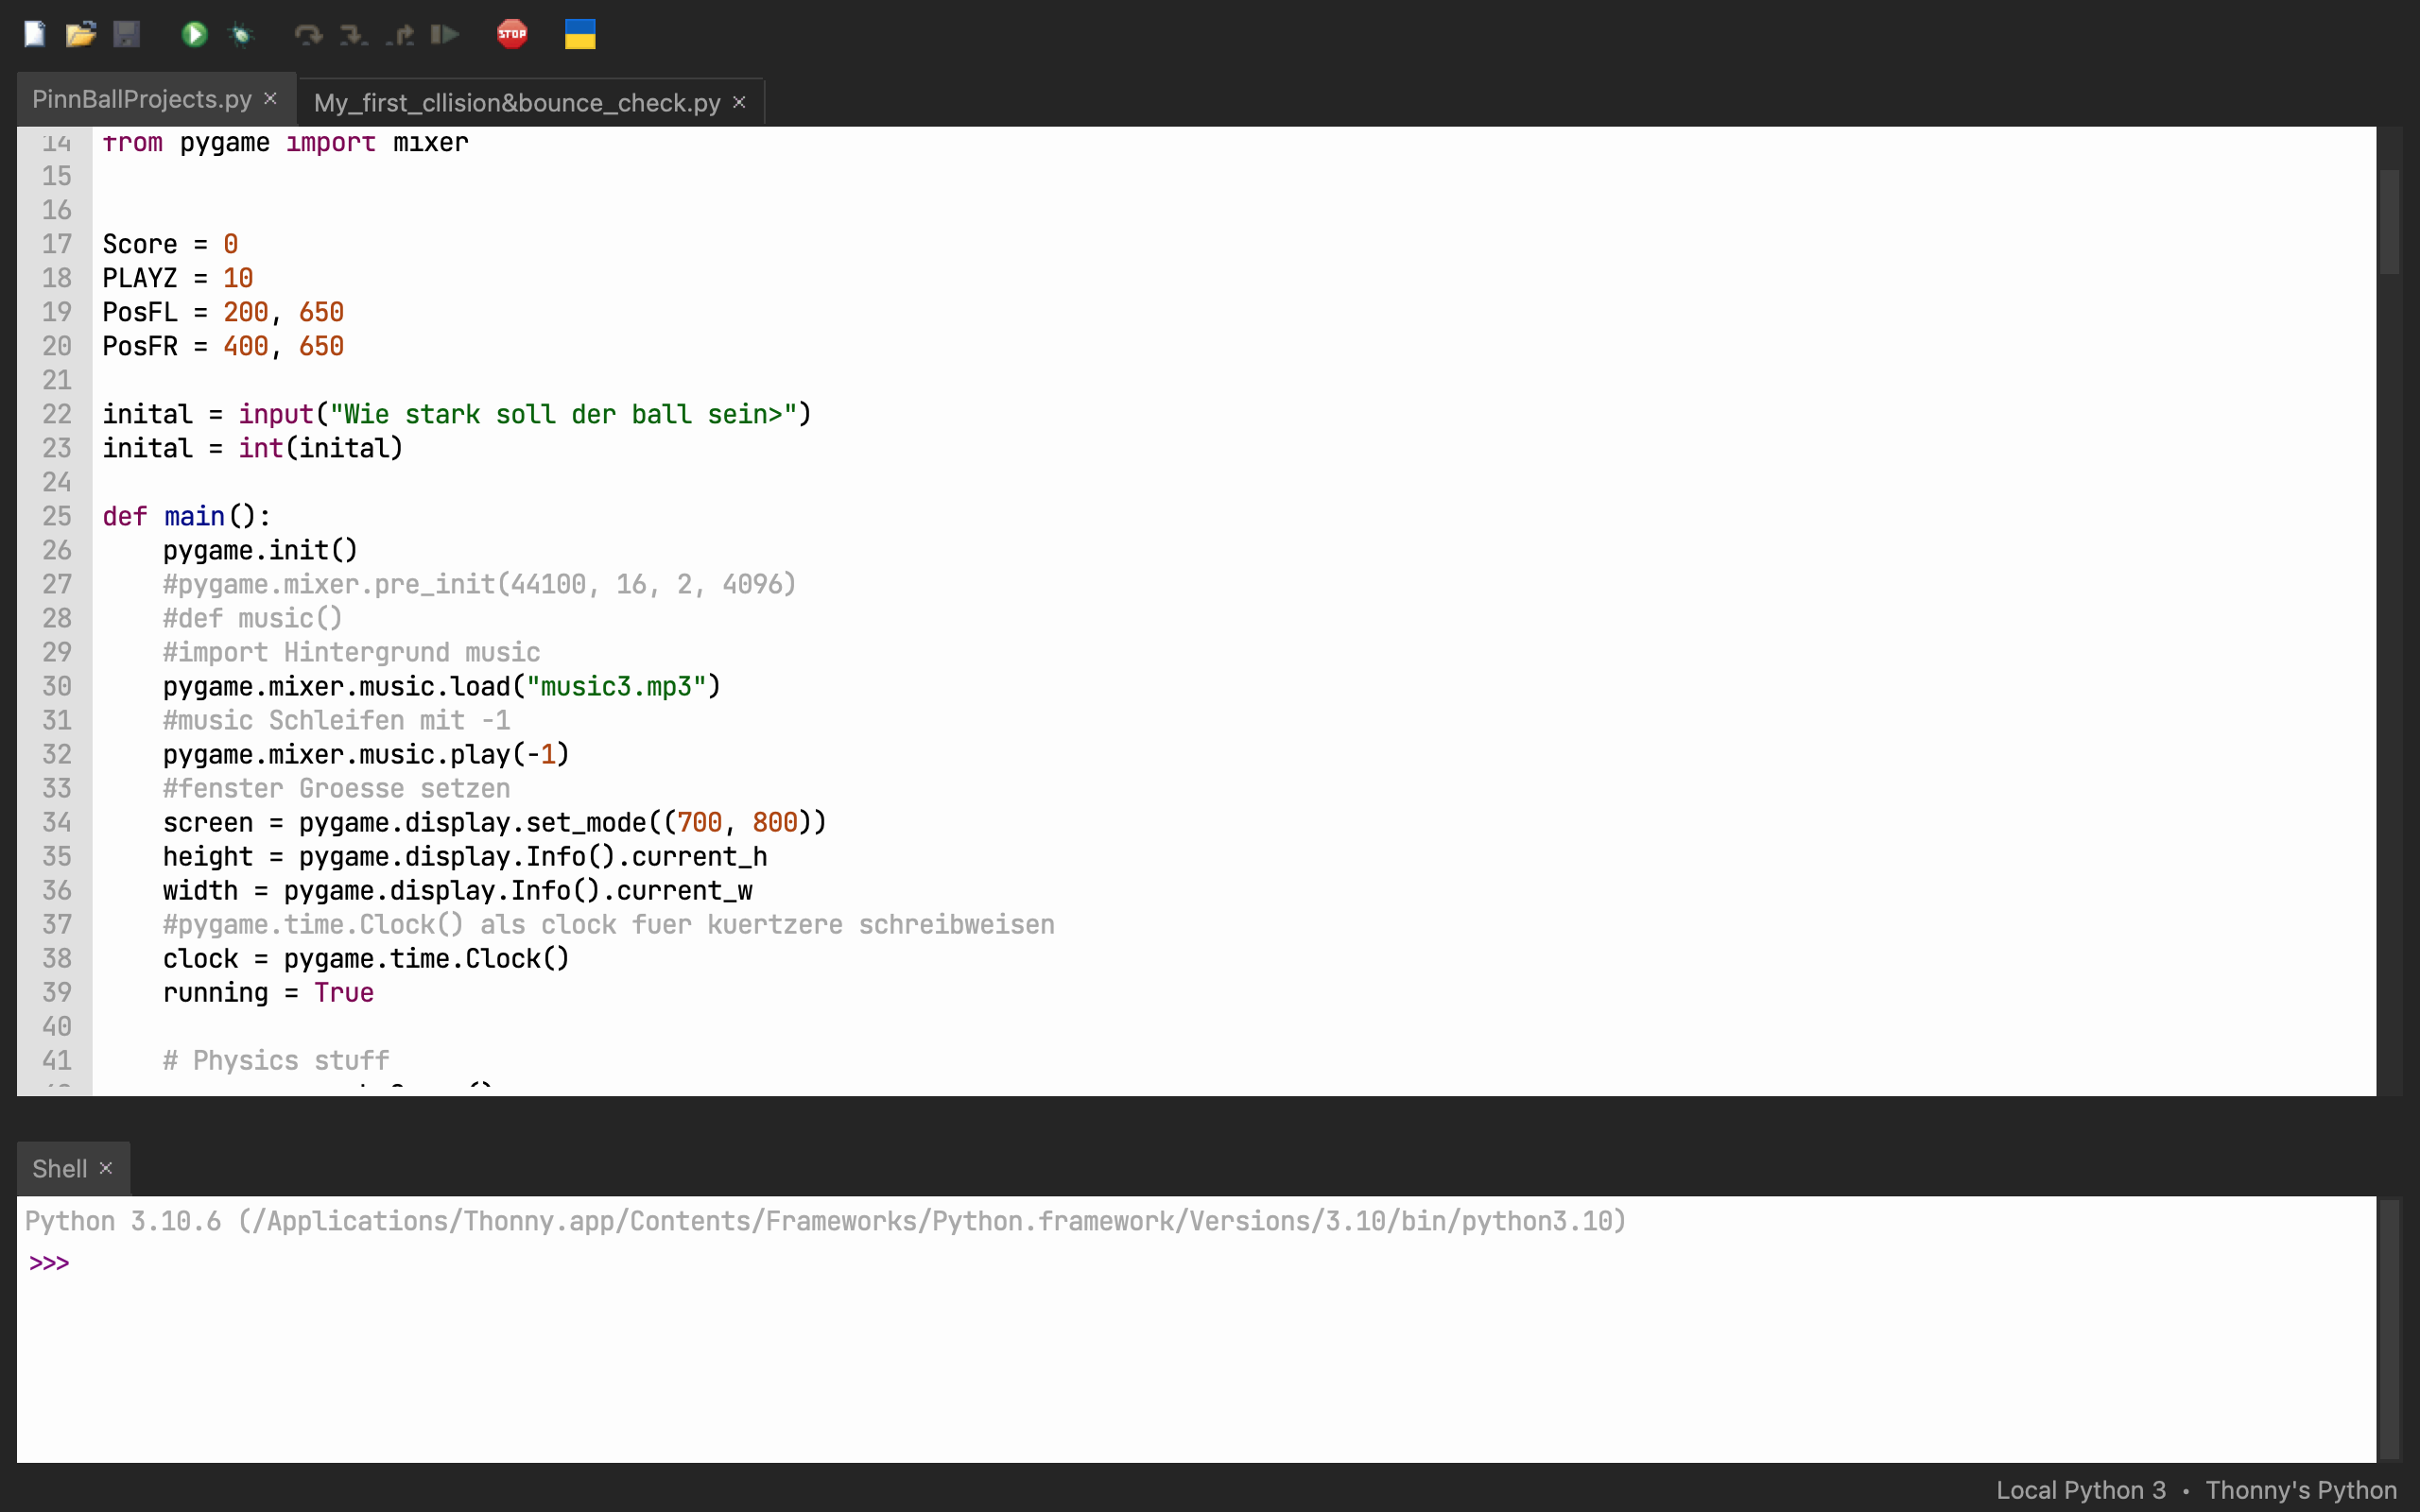 STOP
PinnBallProjects.py ×
My_first_cllision&bounce_check.py ×
14 from pygame import mixer
15
16
17 Score = 0
18 PLAYZ = 10
19 PosFL = 200, 650
20 PosFR = 400, 650
21
22 inital = input("Wie stark soll der ball sein>")
23 inital = int(inital)
24
25 def main():
26     pygame.init()
27     #pygame.mixer.pre_init(44100, 16, 2, 4096)
28     #def music()
29     #import Hintergrund music
30     pygame.mixer.music.load("music3.mp3")
31     #music Schleifen mit -1
32     pygame.mixer.music.play(-1)
33     #fenster Groesse setzen
34     screen = pygame.display.set_mode((700, 800))
35     height = pygame.display.Info().current_h
36     width = pygame.display.Info().current_w
37     #pygame.time.Clock() als clock fuer kuertzere schreibweisen
38     clock = pygame.time.Clock()
39     running = True
40
41     # Physics stuff
Shell ×
Python 3.10.6 (/Applications/Thonny.app/Contents/Frameworks/Python.framework/Versions/3.10/bin/python3.10)
>>>
Local Python 3 • Thonny's Python